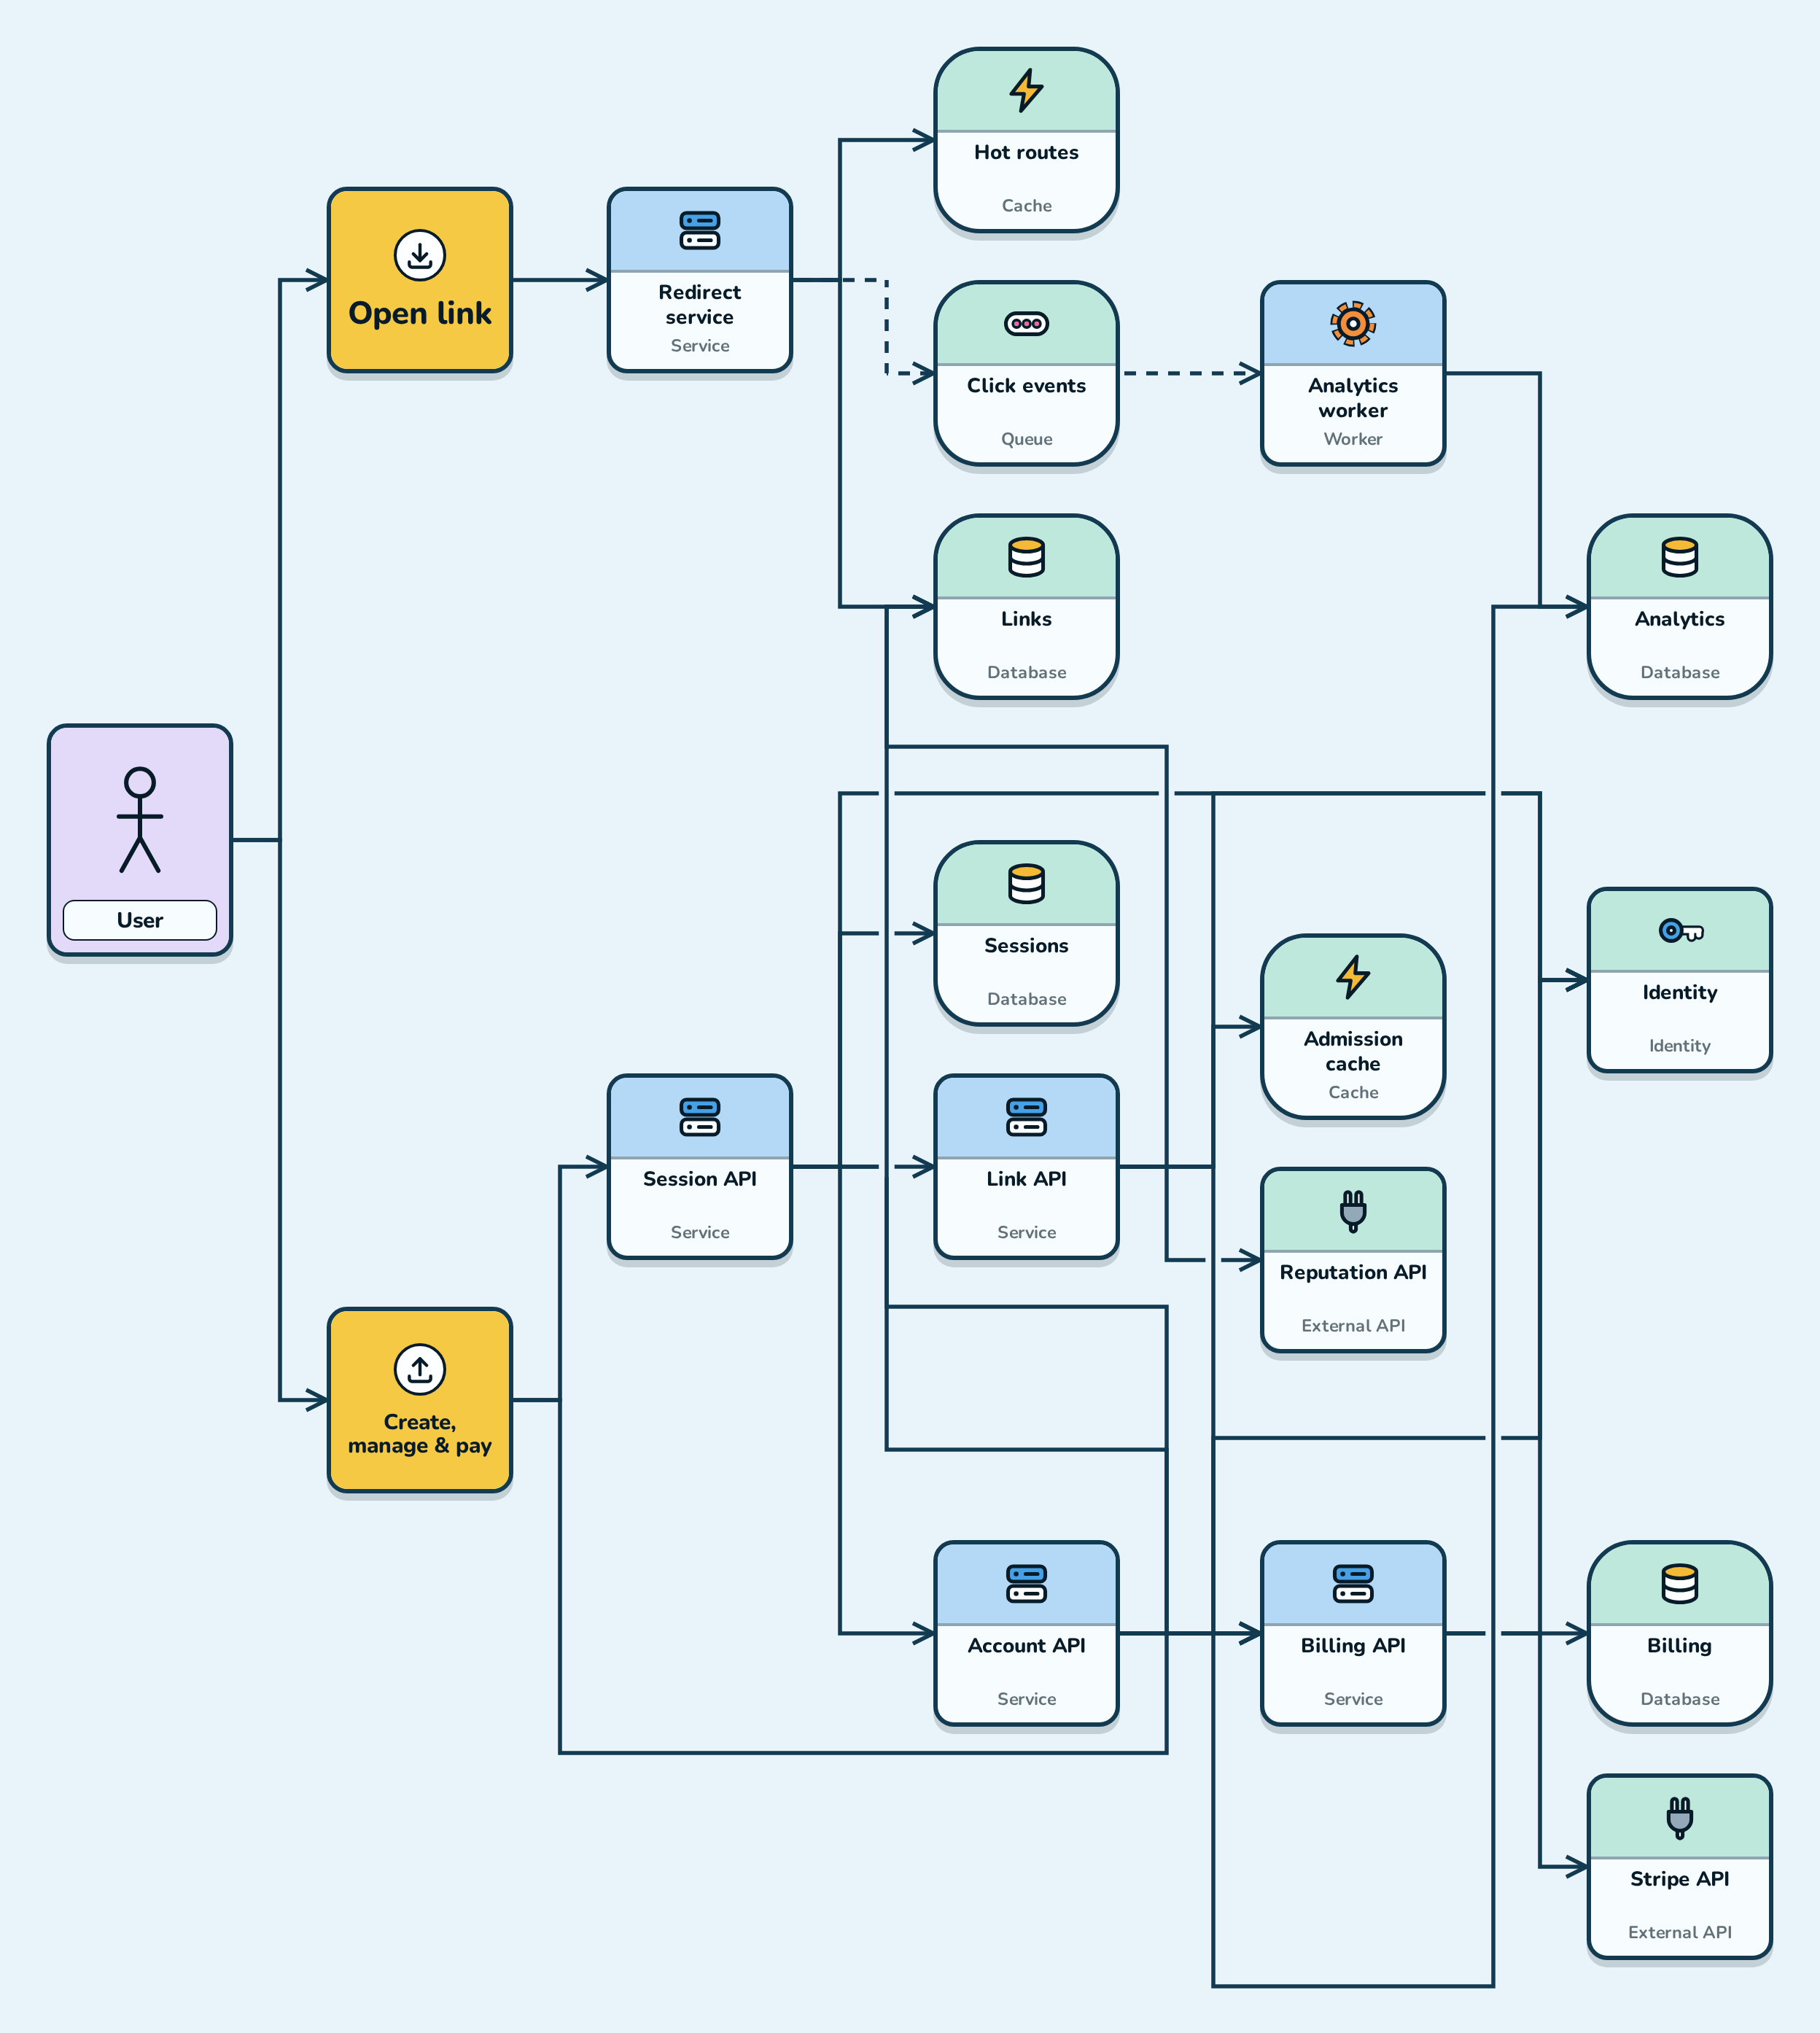 Hot routes
Cache
Open link
Redirect
service
Service
Click events
Queue
Analytics
worker
Worker
Links
Database
Analytics
Database
User
Sessions
Database
Admission
cache
Cache
Identity
Identity
Session API
Service
Link API
Service
Reputation API
External API
Create,
manage & pay
Account API
Service
Billing API
Service
Billing
Database
Stripe API
External API